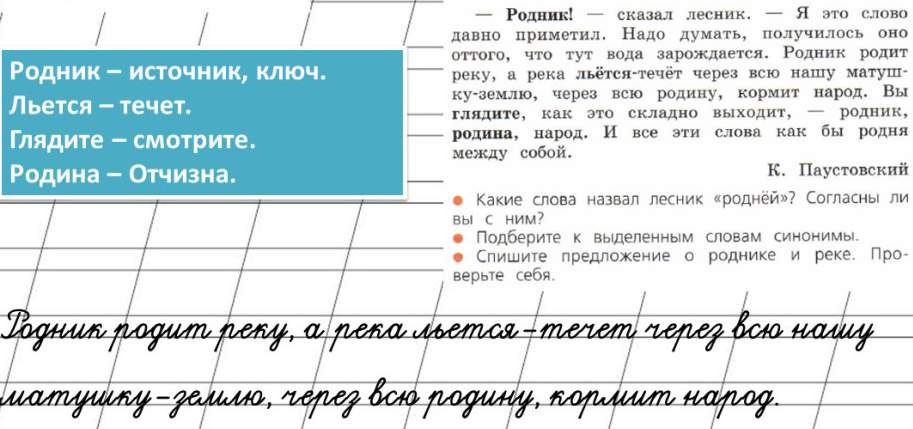 Родник – источник, ключ.
Льется – течет.
Глядите – смотрите.
Родина – Отчизна.
— Родник! — сказал лесник. — Я это слово
давно приметил. Надо думать, получилось оно
оттого, что тут вода зарождается. Родник родит
реку, а река льётся-течёт через всю нашу матуш-
ку-землю, через всю родину, кормит народ. Вы
глядите, как это складно выходит, — родник,
родина, народ. И все эти слова как бы родня
между собой.
К. Паустовский
● Какие слова назвал лесник «роднёй»? Согласны ли
вы с ним?
● Подберите к выделенным словам синонимы.
● Спишите предложение о роднике и реке. Про-
верьте себя.
Родник родит реку, а река льется-течет через всю нашу
матушку-землю, через всю родину, кормит народ.